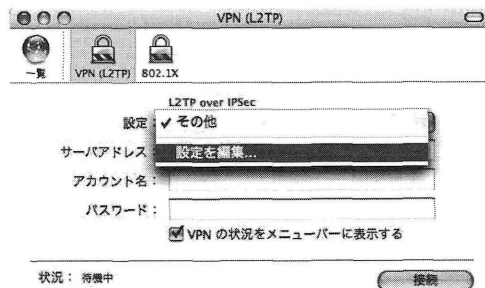 VPN (L2TP)
一覧 VPN (L2TP) 802.1X
L2TP over IPSec
設定: ✓ その他
設定を編集...
サーバアドレス
アカウント名:
パスワード:
VPN の状況をメニューバーに表示する
状況: 待機中
接続